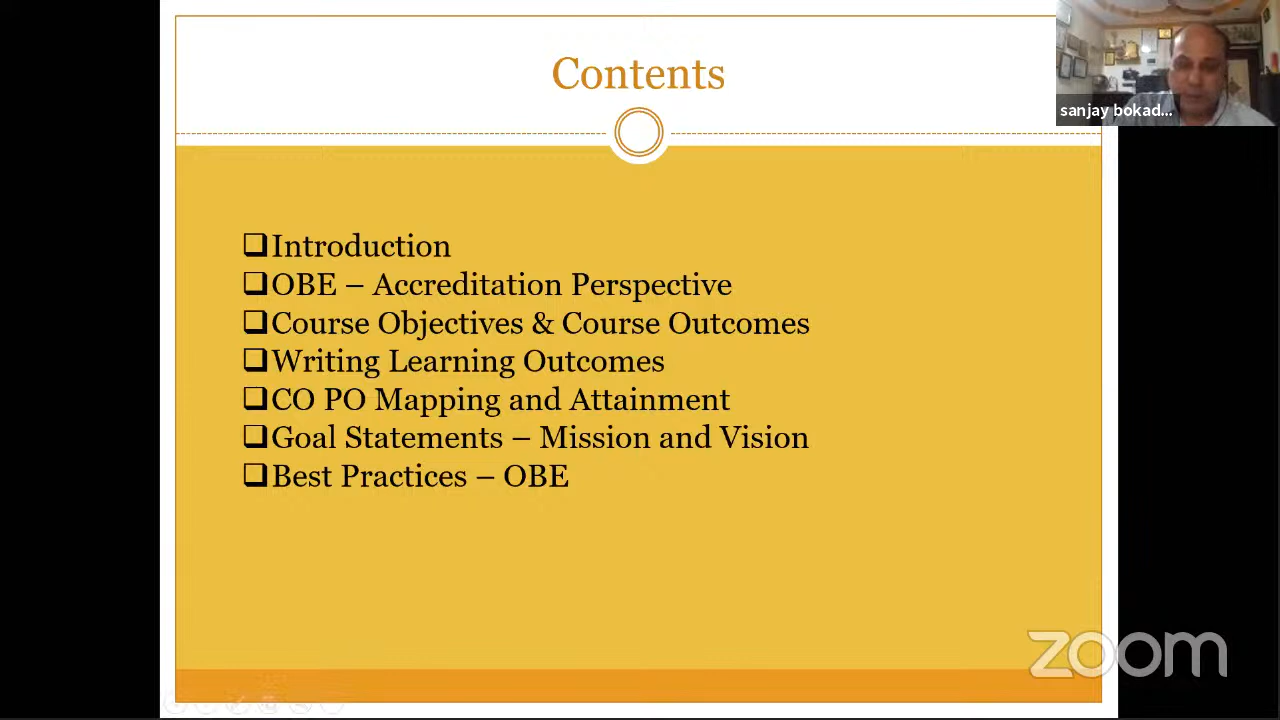 Contents
sanjay bokad...
❑Introduction
❑OBE – Accreditation Perspective
❑Course Objectives & Course Outcomes
❑Writing Learning Outcomes
❑CO PO Mapping and Attainment
❑Goal Statements – Mission and Vision
❑Best Practices – OBE
zoom